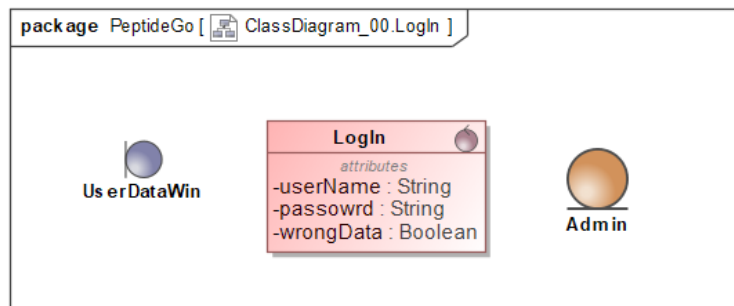 package PeptideGo [ ClassDiagram_00.LogIn ]
LogIn
attributes
-userName : String
-passowrd : String
-wrongData : Boolean
UserDataWin
Admin